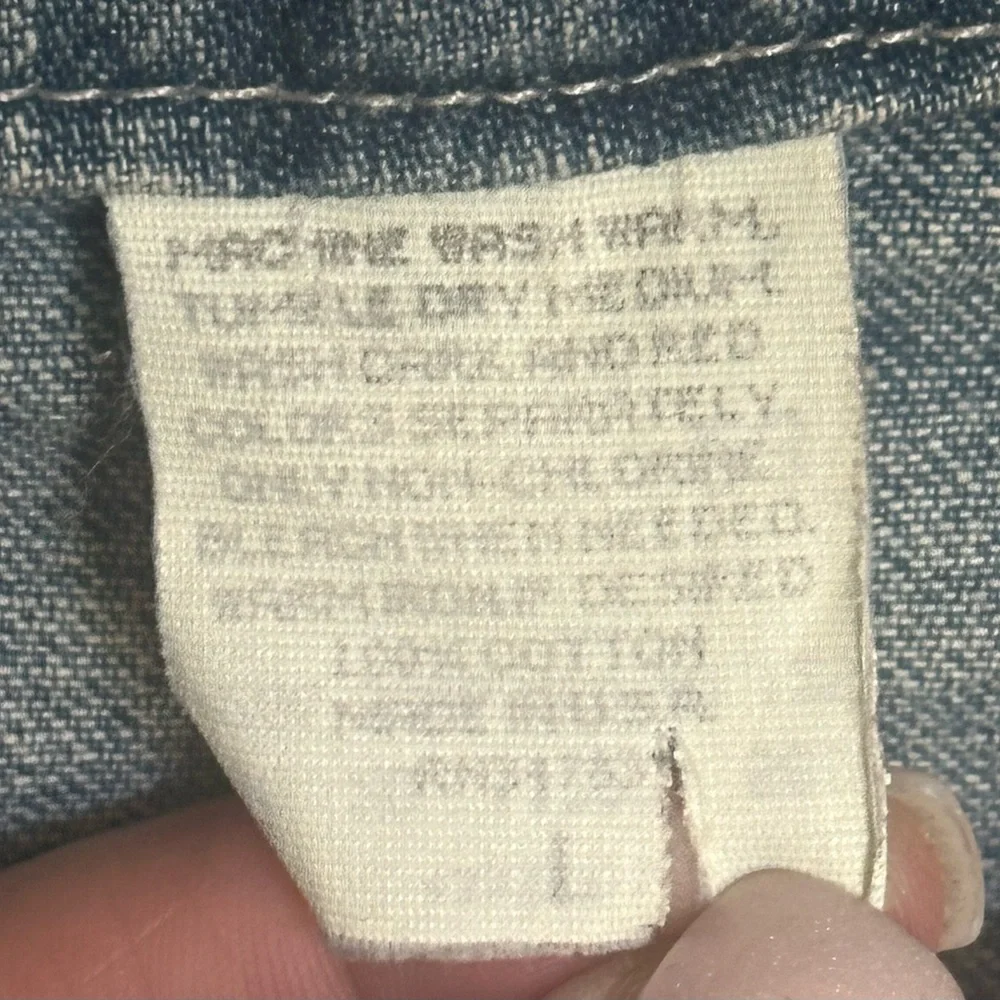 MACHINE WASH WARM.
TUMBLE DRY MEDIUM.
WASH DARK AND RED
COLORS SEPARATELY.
ONLY NON-CHLORINE
BLEACH WHEN NEEDED.
WARM IRON IF DESIRED
100% COTTON
MADE IN U.S.A.
L